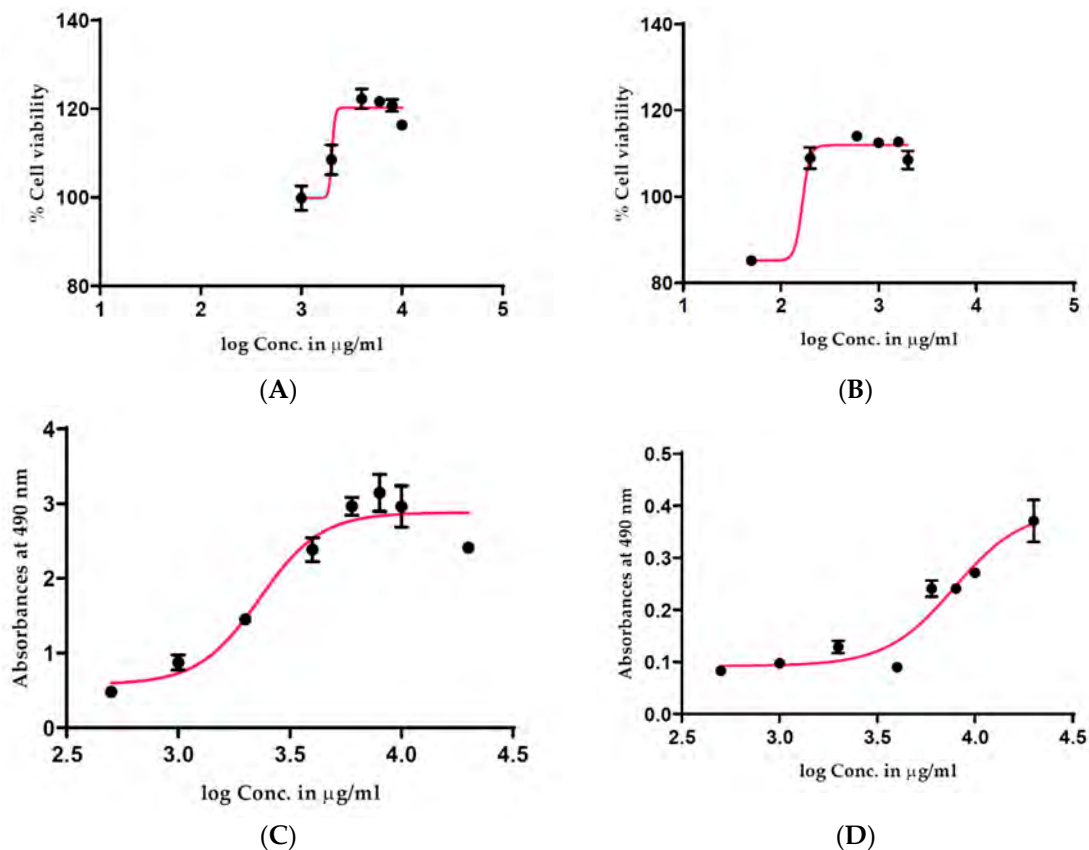 140
120
100
80
% Cell viability
1 2 3 4 5
log Conc. in µg/ml
(A)
140
120
100
80
% Cell viability
1 2 3 4 5
log Conc. in µg/ml
(B)
4
3
2
1
0
Absorbances at 490 nm
2.5 3.0 3.5 4.0 4.5
log Conc. in µg/ml
(C)
0.5
0.4
0.3
0.2
0.1
0.0
Absorbances at 490 nm
2.5 3.0 3.5 4.0 4.5
log Conc. in µg/ml
(D)